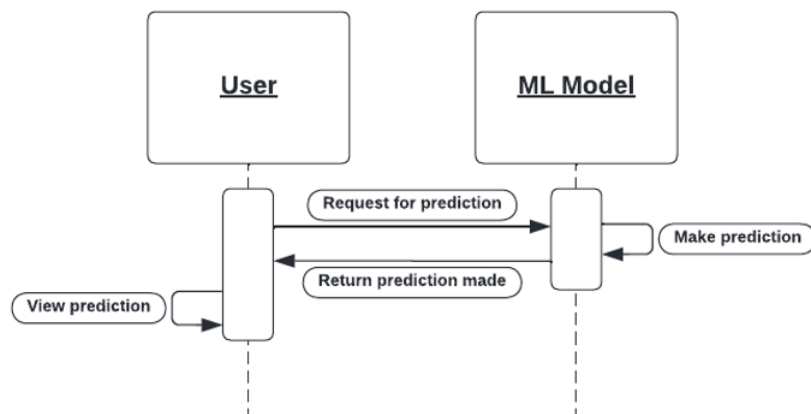 User
ML Model
Request for prediction
Make prediction
Return prediction made
View prediction